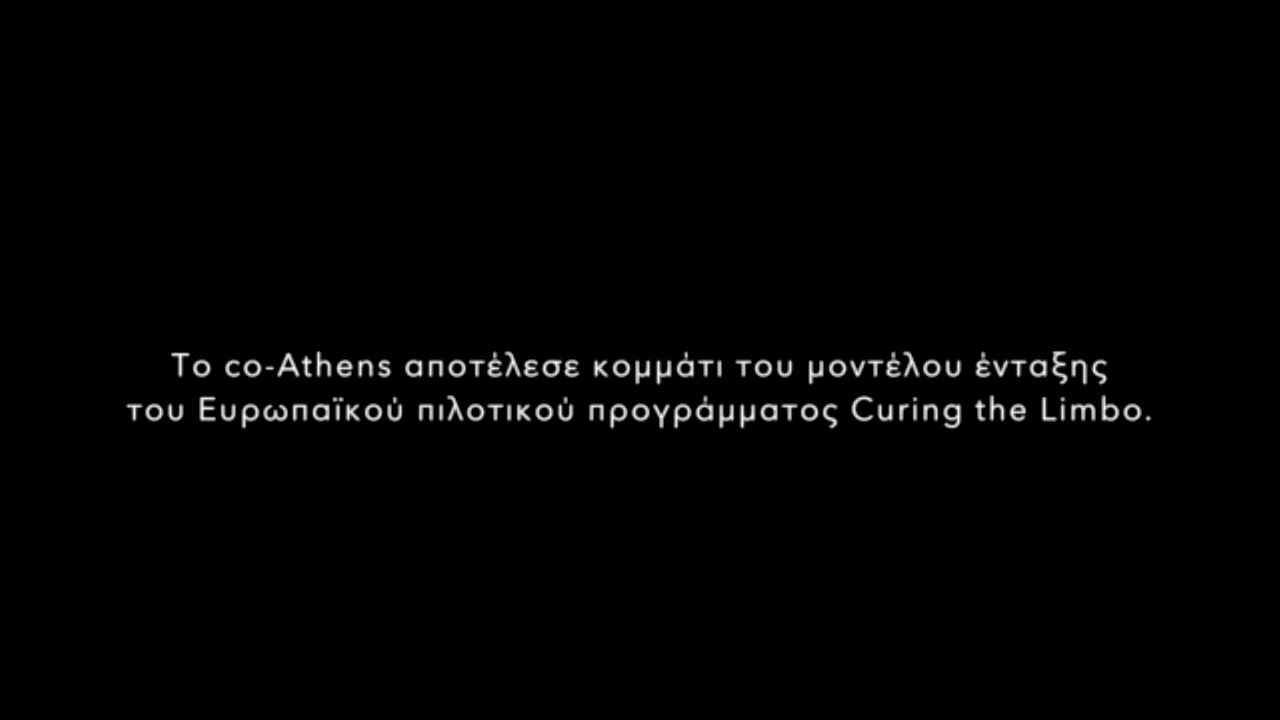 Το co-Athens αποτέλεσε κομμάτι του μοντέλου ένταξης
του Ευρωπαϊκού πιλοτικού προγράμματος Curing the Limbo.